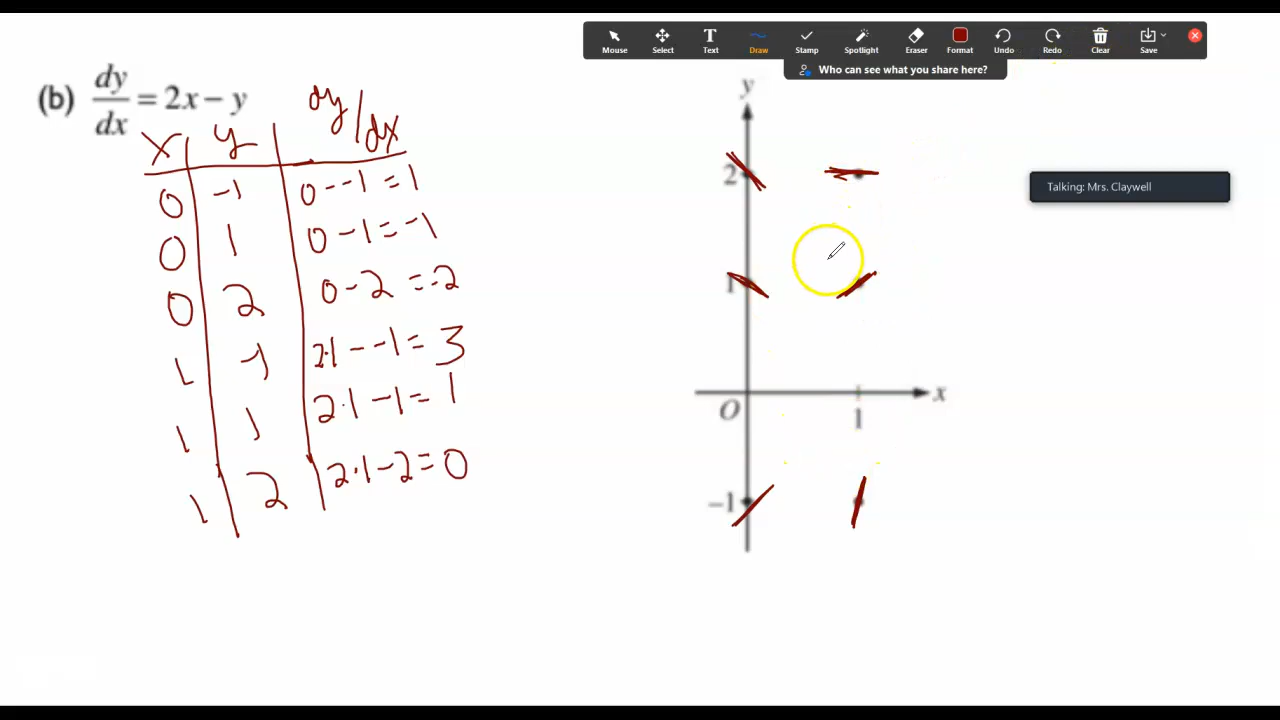 Mouse Select Text Draw Stamp Spotlight Eraser Format Undo Redo Clear Save
Who can see what you share here?
Talking: Mrs. Claywell
(b) dy/dx = 2x − y
x y dy/dx
0 -1 0 - -1 = 1
0 1 0 - 1 = -1
0 2 0 - 2 = -2
1 -1 2·1 - -1 = 3
1 1 2·1 - 1 = 1
1 2 2·1 - 2 = 0
y
2
1
O 1 x
−1